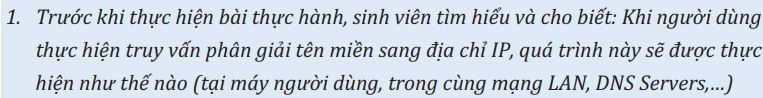 1. Trước khi thực hiện bài thực hành, sinh viên tìm hiểu và cho biết: Khi người dùng
thực hiện truy vấn phân giải tên miền sang địa chỉ IP, quá trình này sẽ được thực
hiện như thế nào (tại máy người dùng, trong cùng mạng LAN, DNS Servers,...)